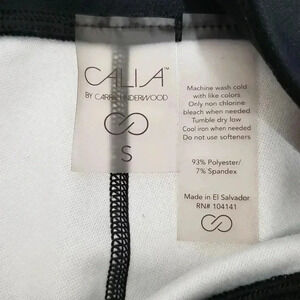 CALIA™
BY CARRIE UNDERWOOD
S
Machine wash cold
with like colors
Only non chlorine
bleach when needed
Tumble dry low
Cool iron when needed
Do not use softeners
93% Polyester/
7% Spandex
Made in El Salvador
RN# 104141